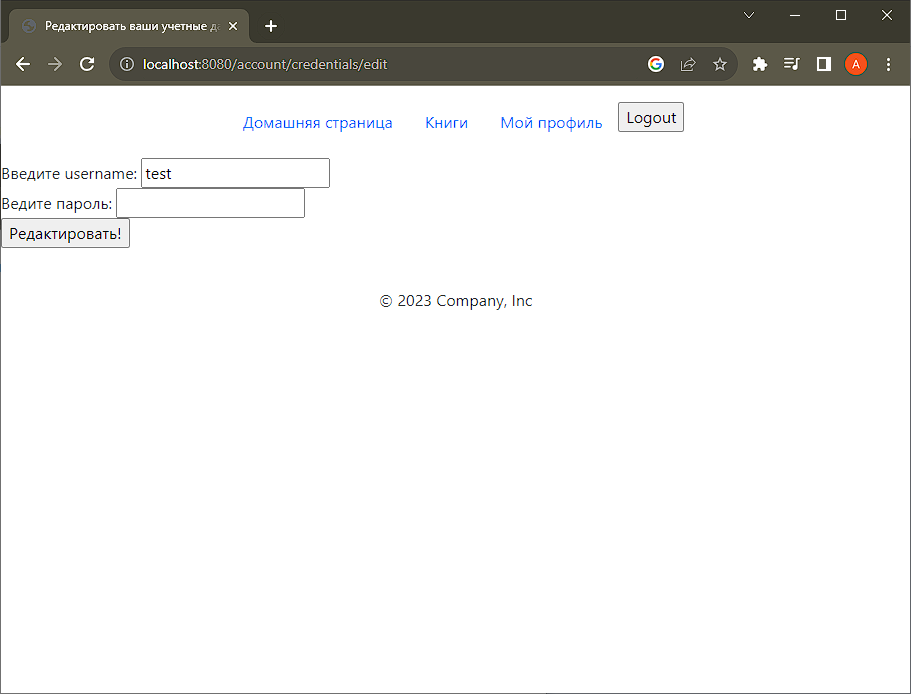 Редактировать ваши учетные да
localhost:8080/account/credentials/edit
A
Домашняя страница Книги Мой профиль Logout
Введите username: test
Ведите пароль:
Редактировать!
© 2023 Company, Inc